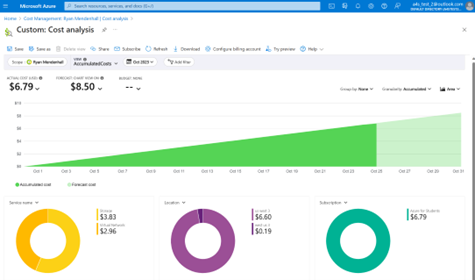 Microsoft Azure
Search resources, services, and docs (G+/)
Home > Cost Management: Ryan Mendenhall | Cost analysis >
Custom: Cost analysis
Save
Save as
Delete view
Share
Subscribe
Refresh
Download
Configure billing account
Try Preview
Help
Scope : Ryan Mendenhall
VIEW
AccumulatedCosts
Oct 2023
Add filter
ACTUAL COST (USD)
$6.79
FORECAST: CHART VIEW ON
$8.50
BUDGET: NONE
--
Group by: None
Granularity: Accumulated
Area
$10
$8
$6
$4
$2
$0
Oct 1
Oct 3
Oct 5
Oct 7
Oct 9
Oct 11
Oct 13
Oct 15
Oct 17
Oct 19
Oct 21
Oct 23
Oct 25
Oct 27
Oct 29
Oct 31
Accumulated cost
Forecast cost
Service name
Storage
$3.83
Virtual Network
$2.96
Location
$6.60
$0.19
Subscription
Azure for Students
$6.79